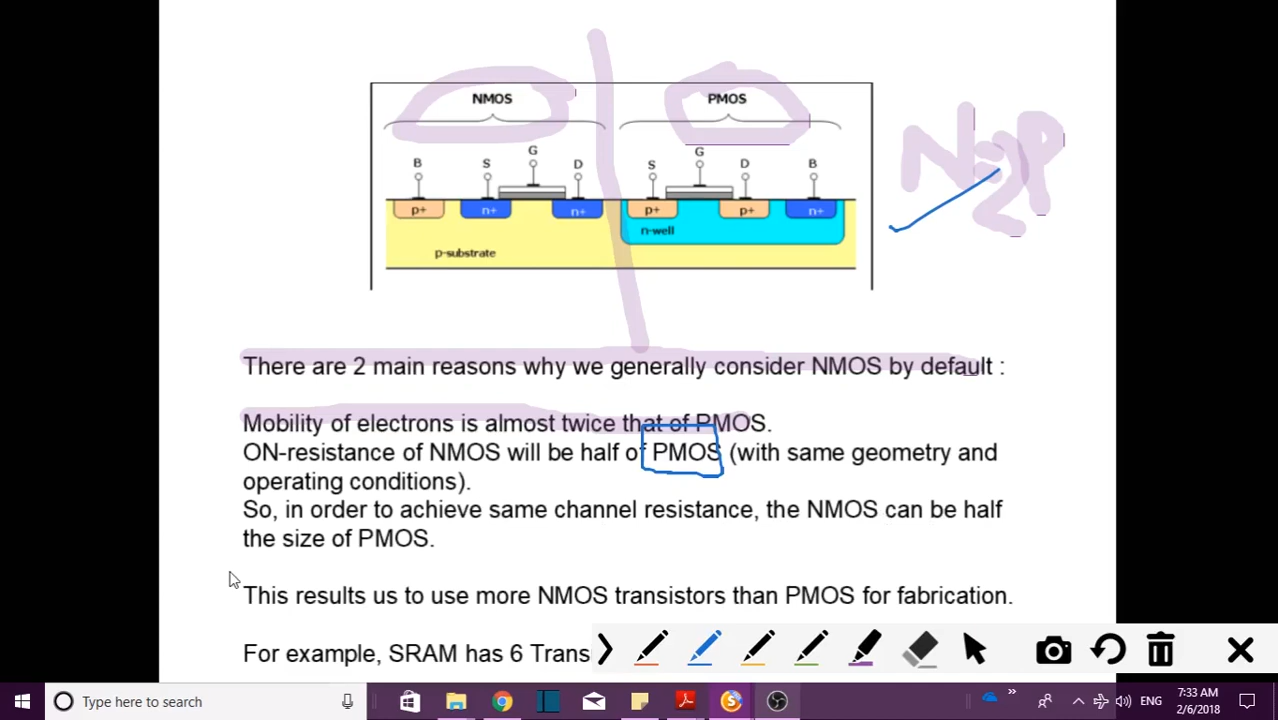 NMOS PMOS
B S G D S G D B
p+ n+ n+ p+ p+ n+
n-well
p-substrate
N=2P
There are 2 main reasons why we generally consider NMOS by default :
Mobility of electrons is almost twice that of PMOS.
ON-resistance of NMOS will be half of PMOS (with same geometry and
operating conditions).
So, in order to achieve same channel resistance, the NMOS can be half
the size of PMOS.
This results us to use more NMOS transistors than PMOS for fabrication.
For example, SRAM has 6 Trans
Type here to search
ENG
7:33 AM
2/6/2018